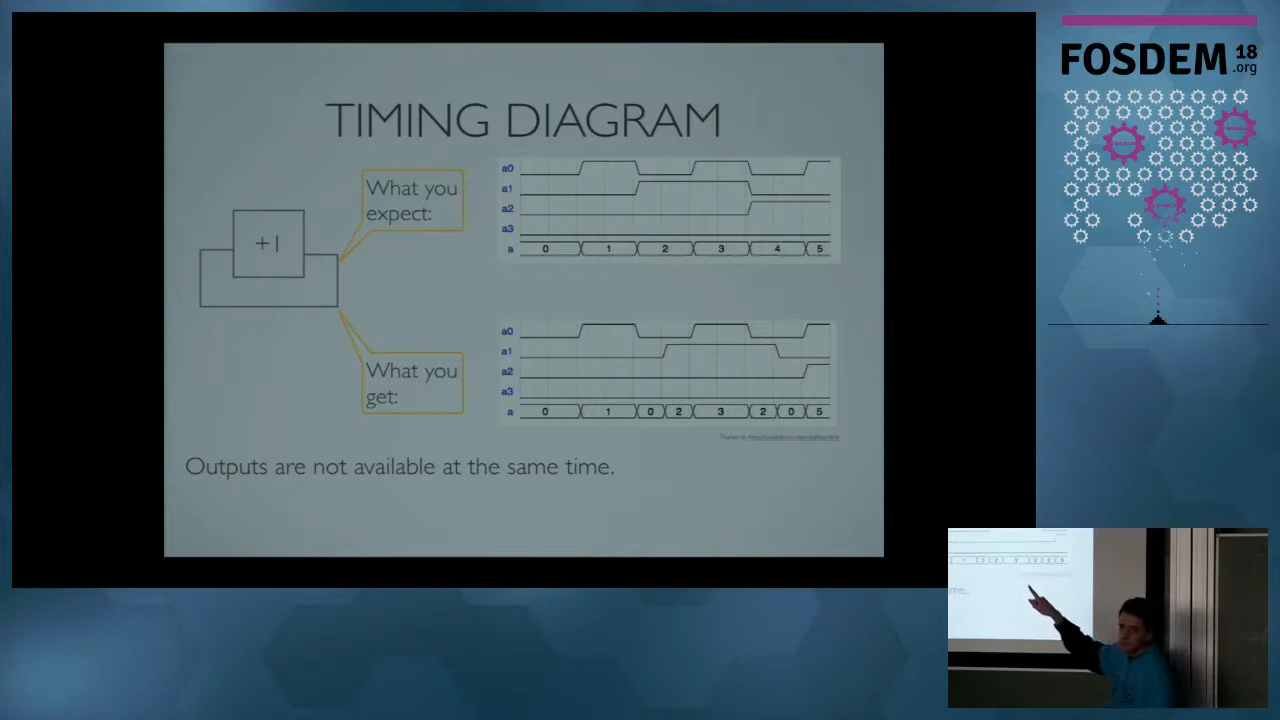 TIMING DIAGRAM
What you
expect:
+1
What you
get:
a0
a1
a2
a3
a 0 1 2 3 4 5
a0
a1
a2
a3
a 0 1 0 2 3 2 0 5
Outputs are not available at the same time.
FOSDEM 18
.org